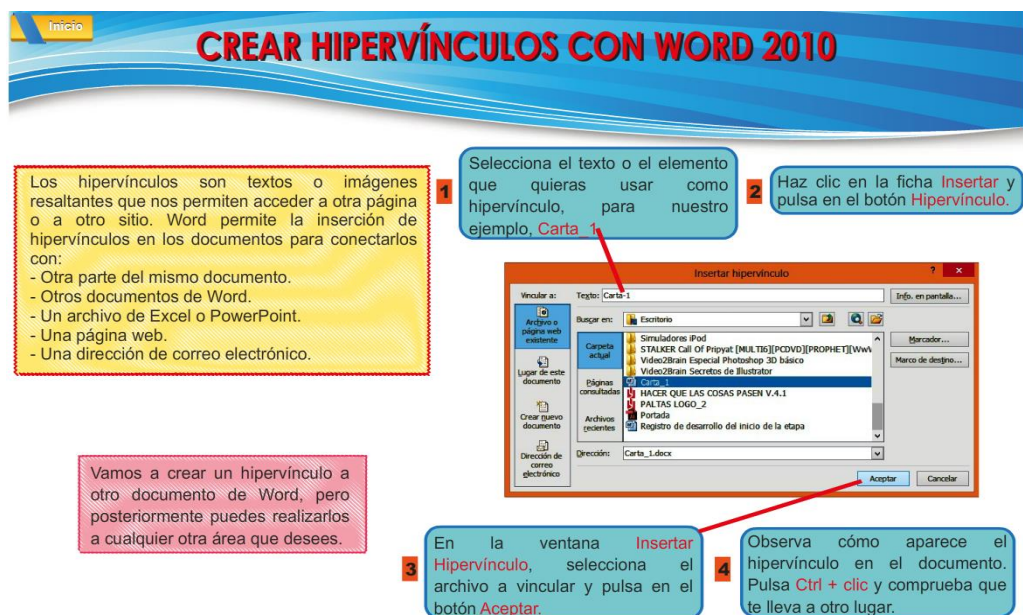 Inicio
CREAR HIPERVÍNCULOS CON WORD 2010
Los hipervínculos son textos o imágenes
resaltantes que nos permiten acceder a otra página
o a otro sitio. Word permite la inserción de
hipervínculos en los documentos para conectarlos
con:
- Otra parte del mismo documento.
- Otros documentos de Word.
- Un archivo de Excel o PowerPoint.
- Una página web.
- Una dirección de correo electrónico.
Vamos a crear un hipervínculo a
otro documento de Word, pero
posteriormente puedes realizarlos
a cualquier otra área que desees.
1
Selecciona el texto o el elemento
que quieras usar como
hipervínculo, para nuestro
ejemplo, Carta_1
2
Haz clic en la ficha Insertar y
pulsa en el botón Hipervínculo.
Insertar hipervínculo
? x
Vincular a:
Texto: Carta-1
Info. en pantalla...
Archivo o
página web
existente
Lugar de este
documento
Crear nuevo
documento
Dirección de
correo
electrónico
Buscar en: Escritorio
Carpeta
actual
Páginas
consultadas
Archivos
recientes
Simuladores iPod
STALKER Call Of Pripyat [MULTI6][PCDVD][PROPHET][WwW
Video2Brain Especial Photoshop 3D básico
Video2Brain Secretos de Illustrator
Carta_1
HACER QUE LAS COSAS PASEN V.4.1
PALTAS LOGO_2
Portada
Registro de desarrollo del inicio de la etapa
Marcador...
Marco de destino...
Dirección: Carta_1.docx
Aceptar Cancelar
3
En la ventana Insertar
Hipervínculo, selecciona el
archivo a vincular y pulsa en el
botón Aceptar.
4
Observa cómo aparece el
hipervínculo en el documento.
Pulsa Ctrl + clic y comprueba que
te lleva a otro lugar.